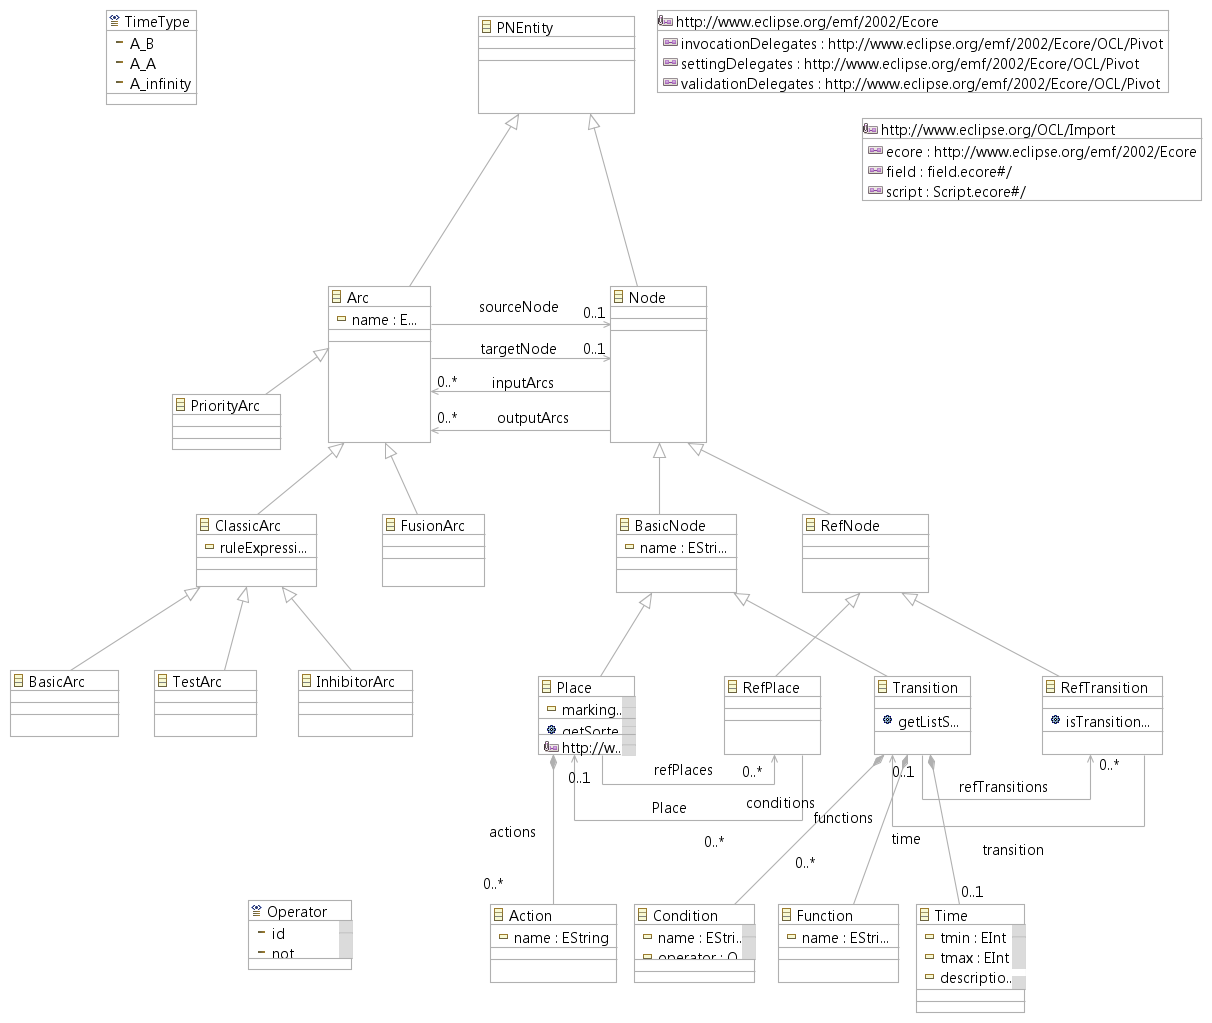 TimeType
A_B
A_A
A_infinity
PNEntity
http://www.eclipse.org/emf/2002/Ecore
invocationDelegates : http://www.eclipse.org/emf/2002/Ecore/OCL/Pivot
settingDelegates : http://www.eclipse.org/emf/2002/Ecore/OCL/Pivot
validationDelegates : http://www.eclipse.org/emf/2002/Ecore/OCL/Pivot
http://www.eclipse.org/OCL/Import
ecore : http://www.eclipse.org/emf/2002/Ecore
field : field.ecore#/
script : Script.ecore#/
Arc
name : E...
Node
sourceNode
0..1
targetNode
0..1
inputArcs
0..*
outputArcs
0..*
PriorityArc
ClassicArc
ruleExpressi...
FusionArc
BasicNode
name : EStri...
RefNode
BasicArc
TestArc
InhibitorArc
Place
marking..
getSorte
http://w..
RefPlace
Transition
getListS...
RefTransition
isTransition...
0..1
refPlaces
0..*
Place
conditions
0..1
0..*
refTransitions
functions
time
transition
actions
0..*
0..*
0..*
0..1
Operator
id
not
Action
name : EString
Condition
name : EStri..
operator : O
Function
name : EStri...
Time
tmin : EInt
tmax : EInt
descriptio..